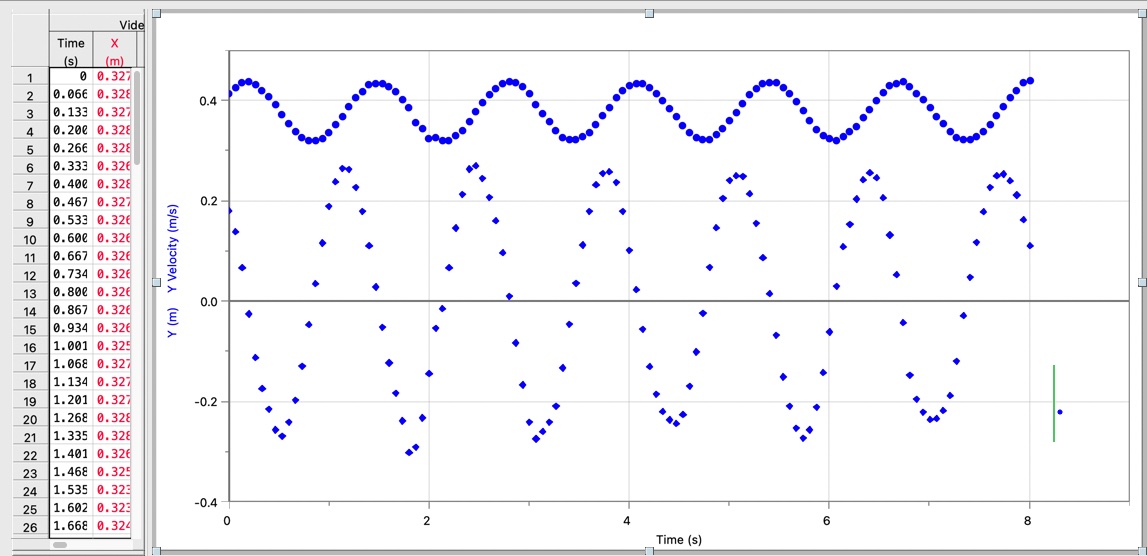 Vide
Time X
(s) (m)
1 0 0.327
2 0.066 0.328
3 0.133 0.327
4 0.200 0.328
5 0.266 0.328
6 0.333 0.326
7 0.400 0.328
8 0.467 0.327
9 0.533 0.326
10 0.600 0.326
11 0.667 0.326
12 0.734 0.326
13 0.800 0.326
14 0.867 0.326
15 0.934 0.326
16 1.001 0.325
17 1.068 0.327
18 1.134 0.327
19 1.201 0.327
20 1.268 0.328
21 1.335 0.328
22 1.401 0.326
23 1.468 0.325
24 1.535 0.323
25 1.602 0.323
26 1.668 0.324
Y (m) Y Velocity (m/s)
0.4
0.2
0.0
-0.2
-0.4
0 2 4 6 8
Time (s)